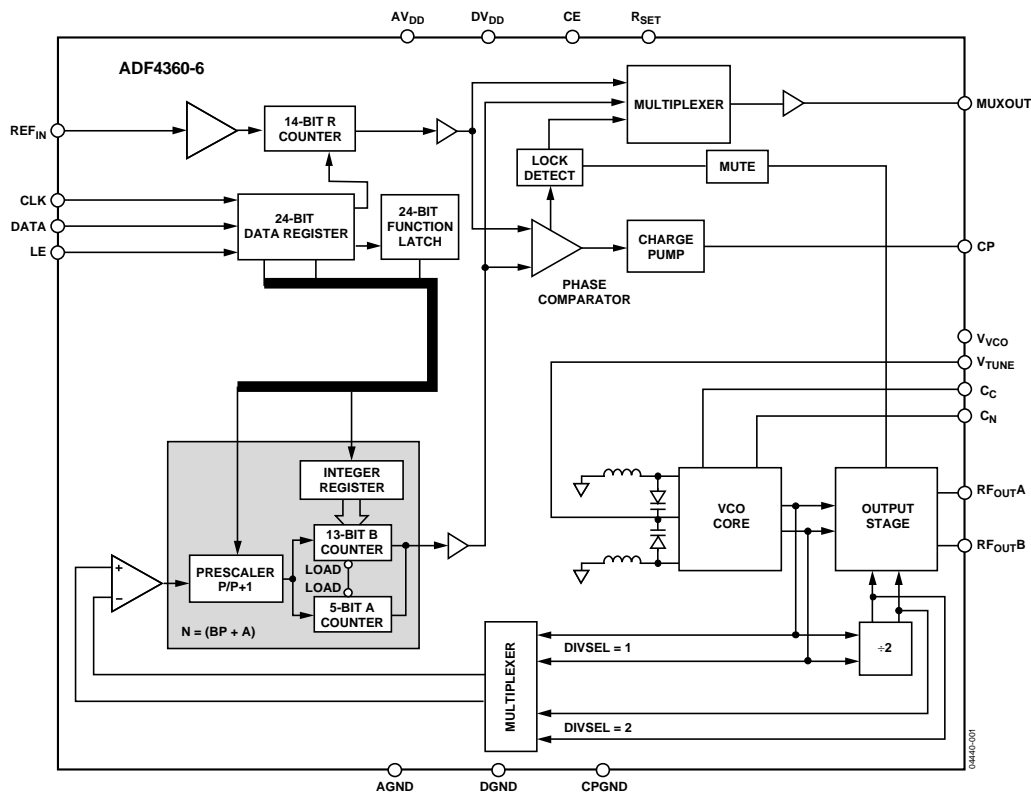 AVDD
DVDD
CE
RSET
ADF4360-6
REFIN
14-BIT R
COUNTER
MULTIPLEXER
MUXOUT
LOCK
DETECT
MUTE
CLK
DATA
LE
24-BIT
DATA REGISTER
24-BIT
FUNCTION
LATCH
PHASE
COMPARATOR
CHARGE
PUMP
CP
VVCO
VTUNE
CC
CN
INTEGER
REGISTER
13-BIT B
COUNTER
LOAD
LOAD
5-BIT A
COUNTER
PRESCALER
P/P+1
+
−
N = (BP + A)
VCO
CORE
OUTPUT
STAGE
RFOUTA
RFOUTB
MULTIPLEXER
DIVSEL = 1
DIVSEL = 2
÷2
AGND
DGND
CPGND
04440-001